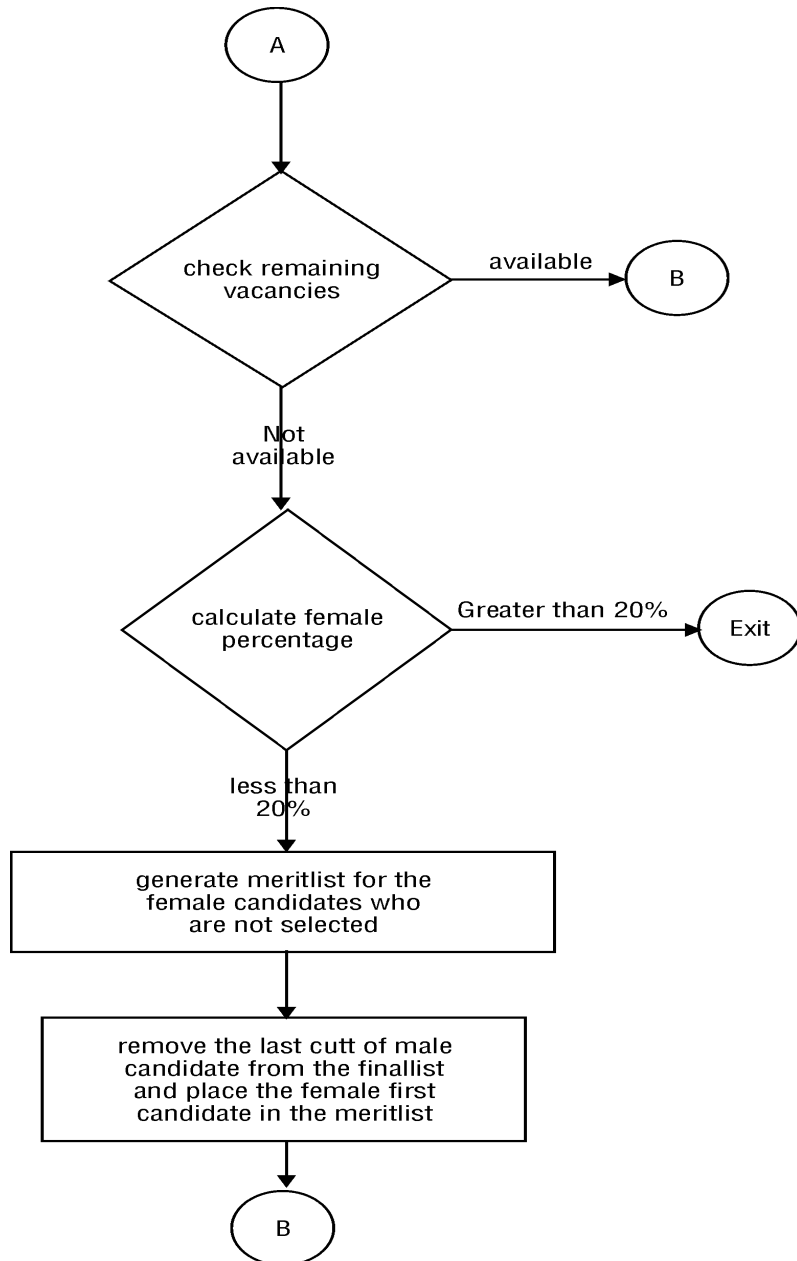 A
check remaining
vacancies
available
B
Not
available
calculate female
percentage
Greater than 20%
Exit
less than
20%
generate meritlist for the
female candidates who
are not selected
remove the last cutt of male
candidate from the finallist
and place the female first
candidate in the meritlist
B